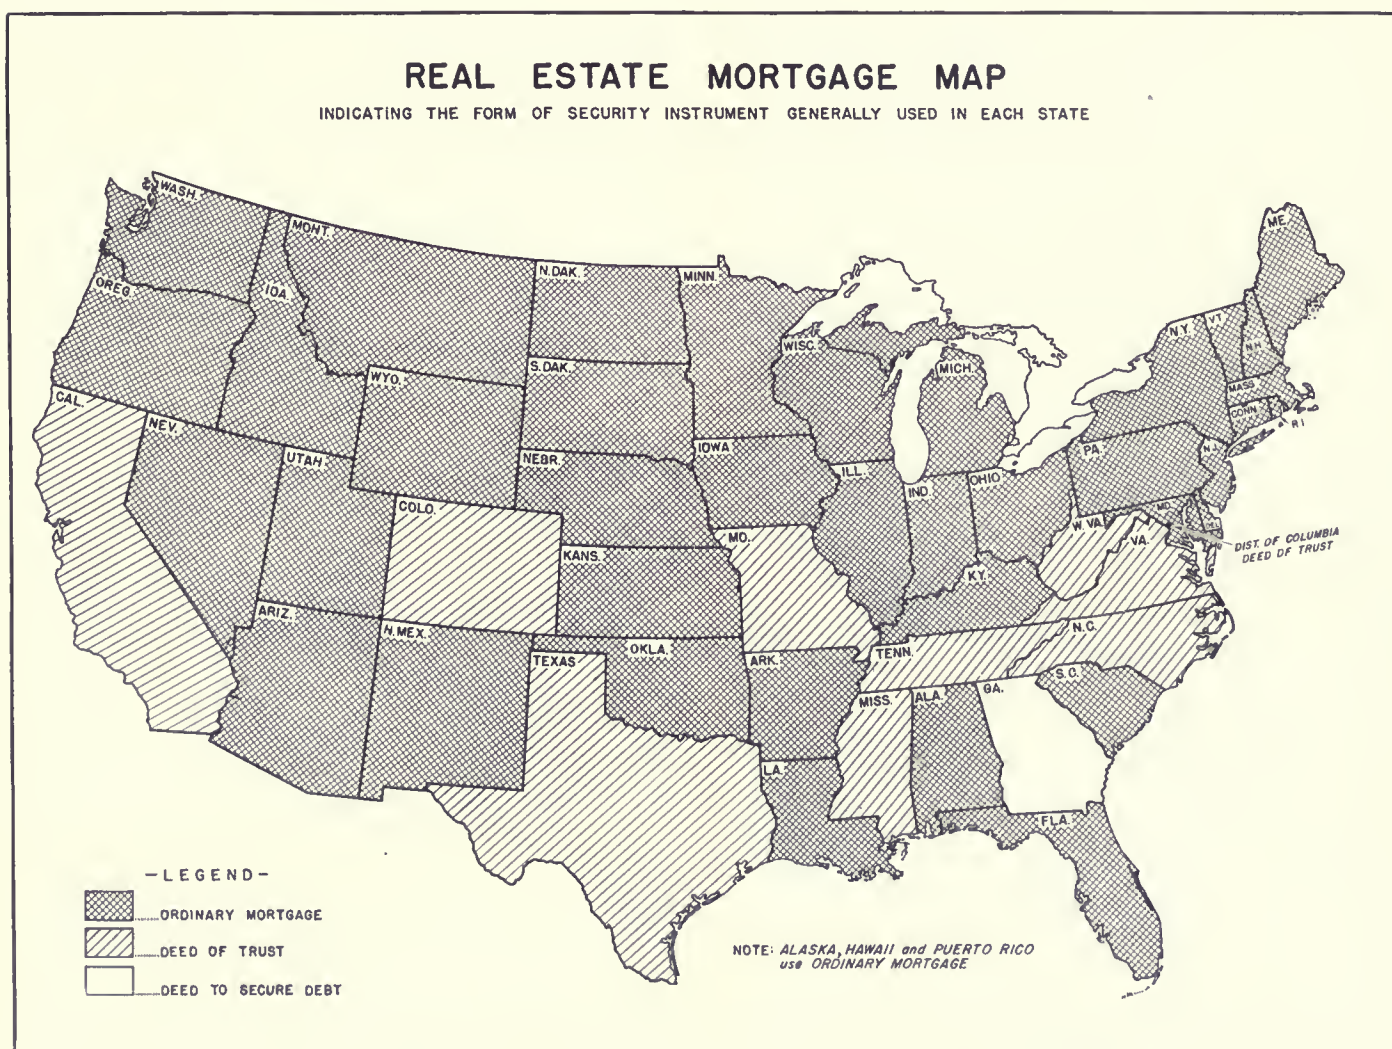 REAL ESTATE MORTGAGE MAP
INDICATING THE FORM OF SECURITY INSTRUMENT GENERALLY USED IN EACH STATE
WASH.
MONT.
OREG.
IDA.
N.DAK.
MINN.
ME.
N.Y.
VT.
N.H.
WISC.
MICH.
S.DAK.
WYO.
MASS.
CONN.
R I
CAL.
NEV.
UTAH
NEBR.
IOWA
ILL.
IND.
OHIO
PA.
N.J.
COLO.
MD.
DEL.
W.VA.
VA.
DIST. OF COLUMBIA
DEED OF TRUST
KANS.
MO.
KY.
ARIZ.
N.MEX.
TEXAS
OKLA.
ARK.
TENN.
N.C.
S.C.
MISS.
ALA.
GA.
LA.
FLA.
-LEGEND-
ORDINARY MORTGAGE
DEED OF TRUST
DEED TO SECURE DEBT
NOTE: ALASKA, HAWAII and PUERTO RICO
use ORDINARY MORTGAGE